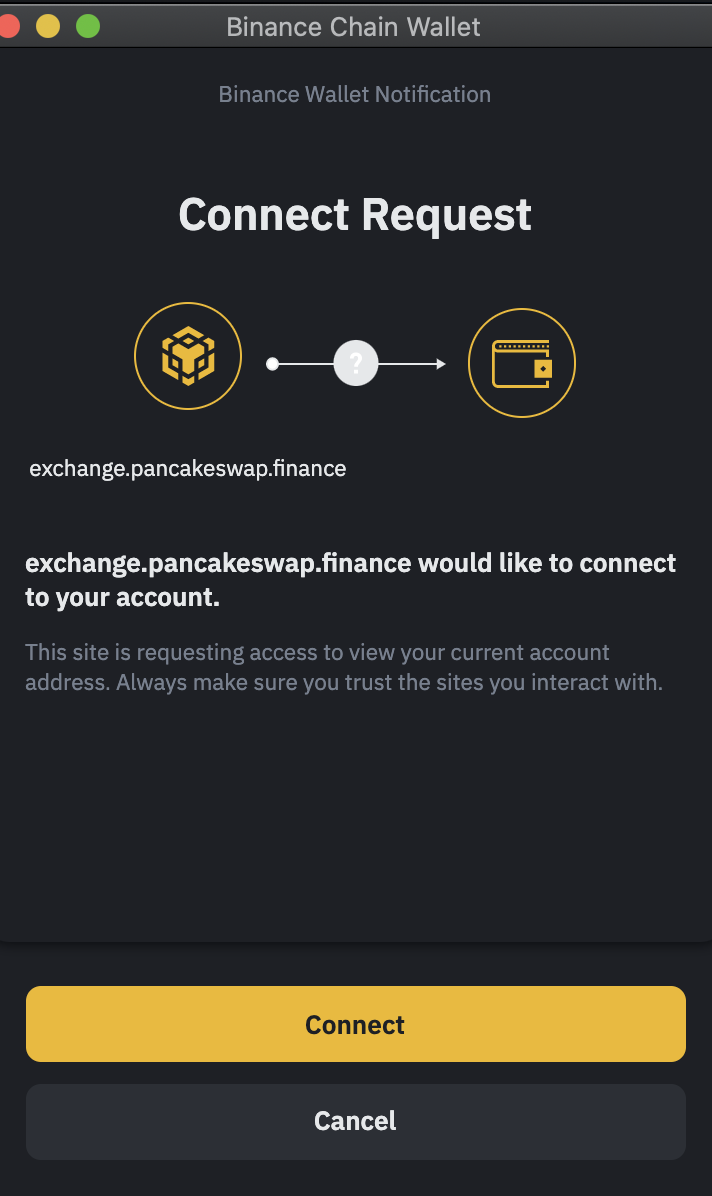 Binance Chain Wallet
Binance Wallet Notification
Connect Request
?
exchange.pancakeswap.finance
exchange.pancakeswap.finance would like to connect
to your account.
This site is requesting access to view your current account
address. Always make sure you trust the sites you interact with.
Connect
Cancel